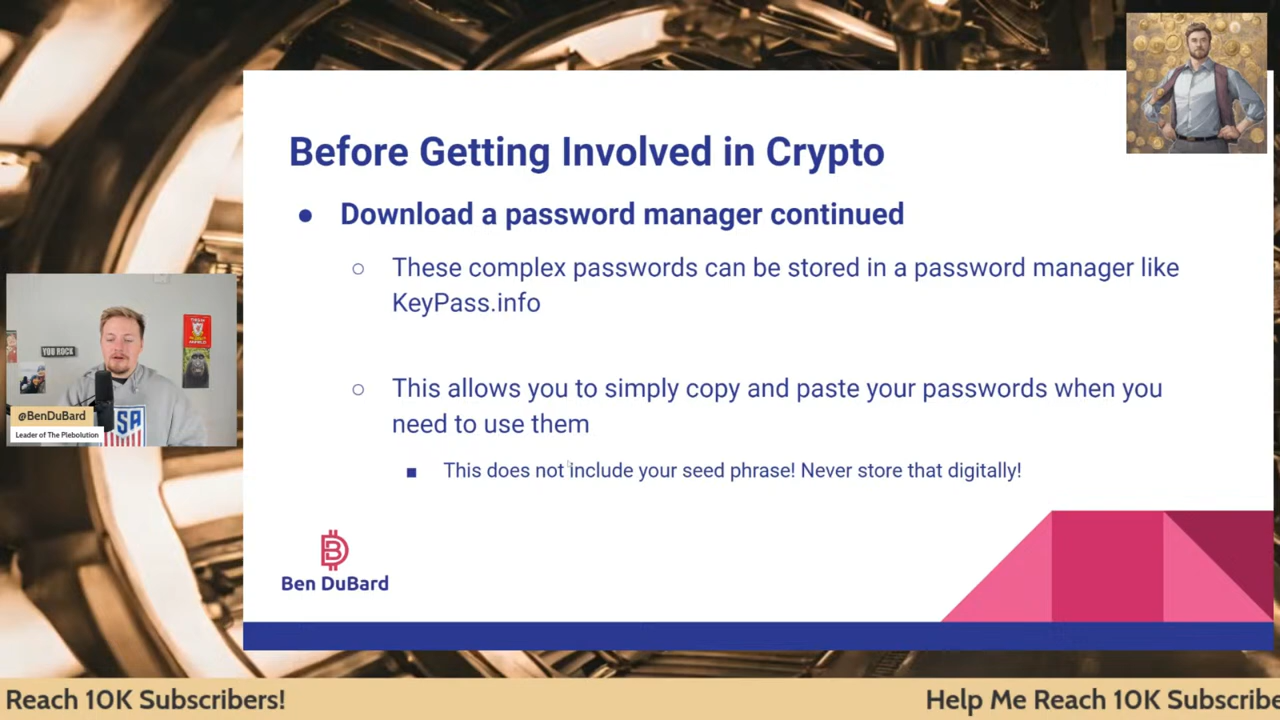 Before Getting Involved in Crypto
● Download a password manager continued
○ These complex passwords can be stored in a password manager like
KeyPass.info
○ This allows you to simply copy and paste your passwords when you
need to use them
■ This does not include your seed phrase! Never store that digitally!
YOU ROCK
SA
@BenDuBard
Leader of The Plebolution
Ben DuBard
Reach 10K Subscribers!
Help Me Reach 10K Subscribe